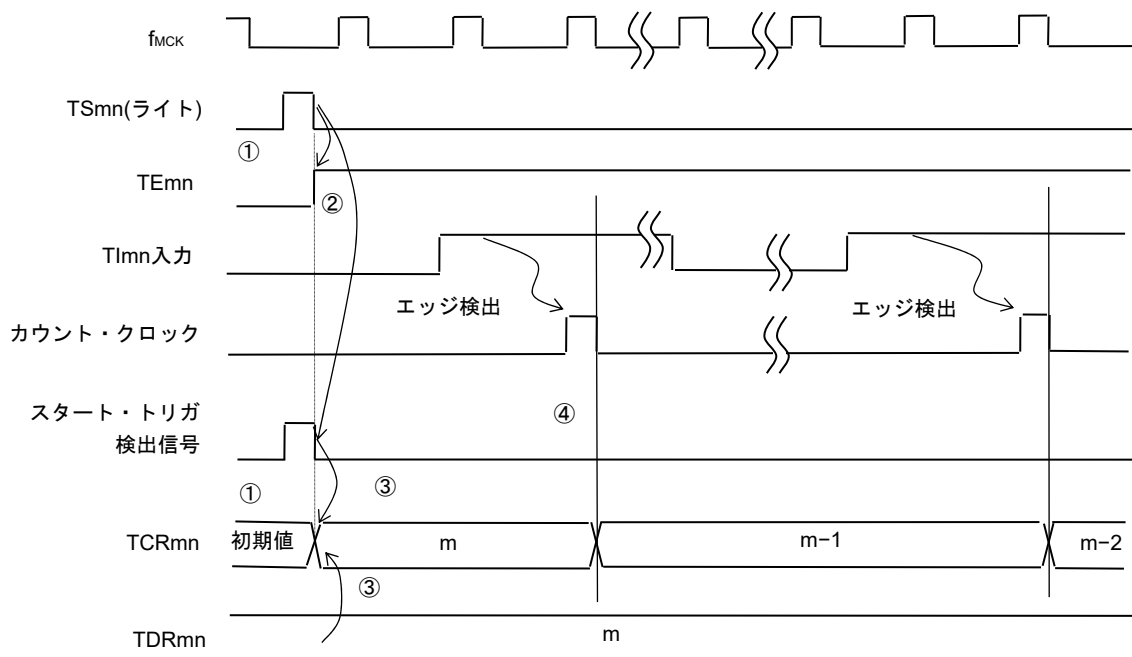 fMCK
TSmn(ライト)
①
TEmn
②
TImn入力
エッジ検出
エッジ検出
カウント・クロック
スタート・トリガ
検出信号
④
①
③
TCRmn
初期値
m
m−1
m−2
③
TDRmn
m